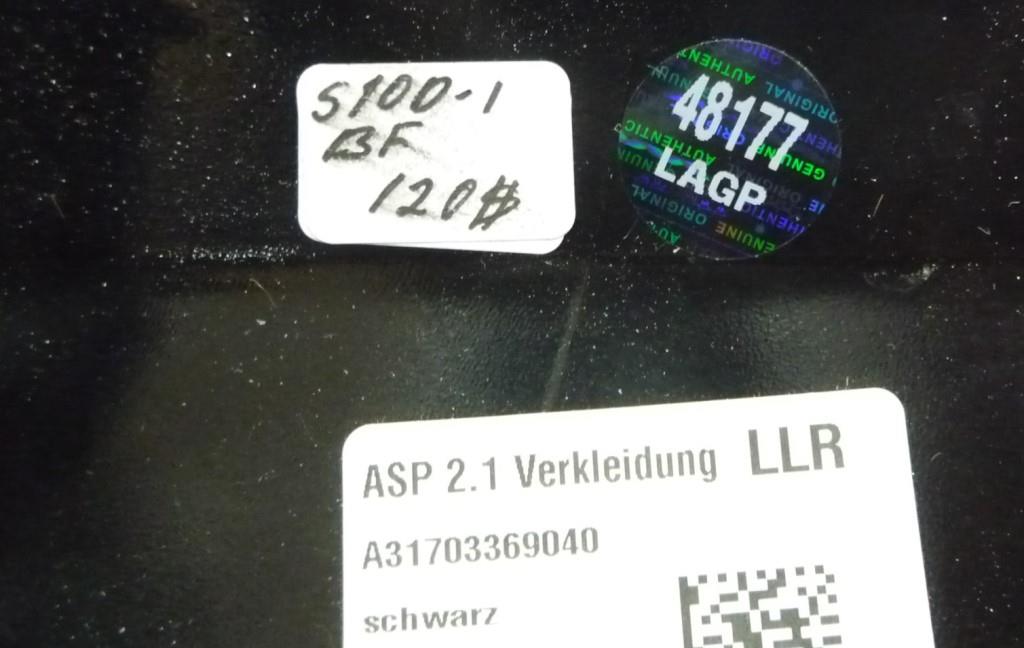 S100-1
BF
120$
48177
LAGP
ASP 2.1 Verkleidung LLR
A31703369040
schwarz